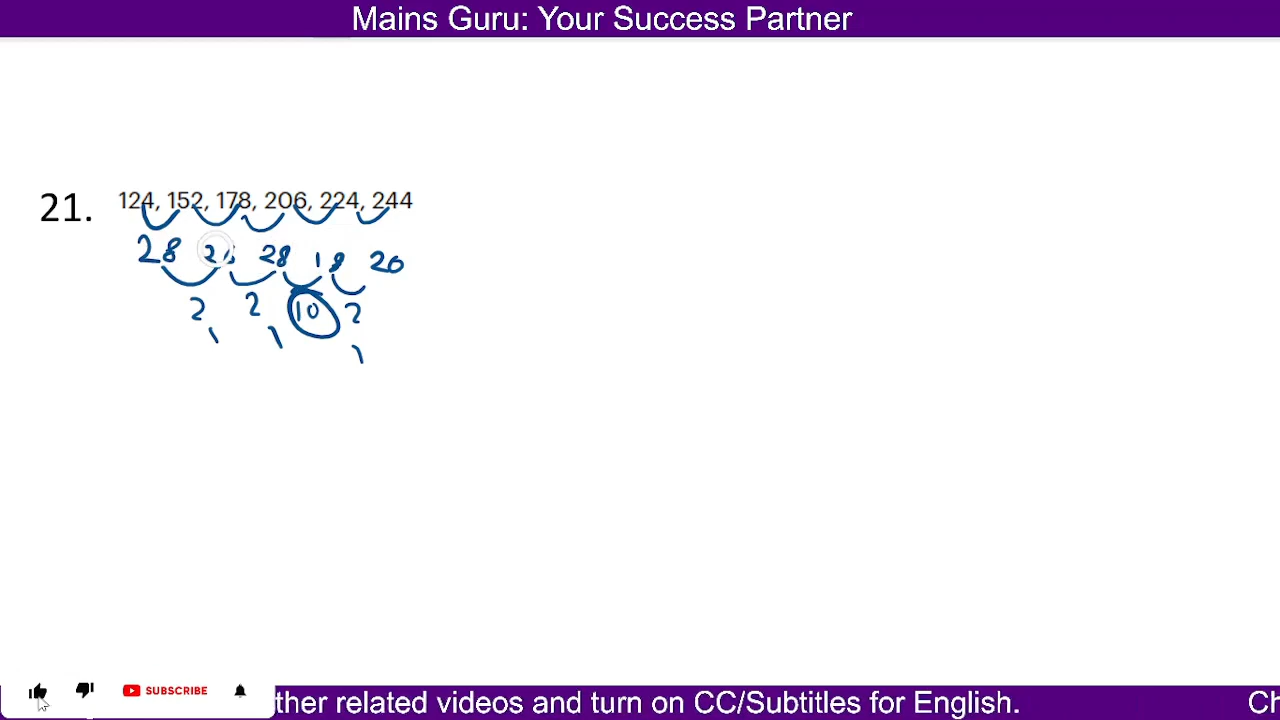 Mains Guru: Your Success Partner
21. 124, 152, 178, 206, 224, 244
28 28 18 20
2 2 10 2
SUBSCRIBE ther related videos and turn on CC/Subtitles for English. Ch